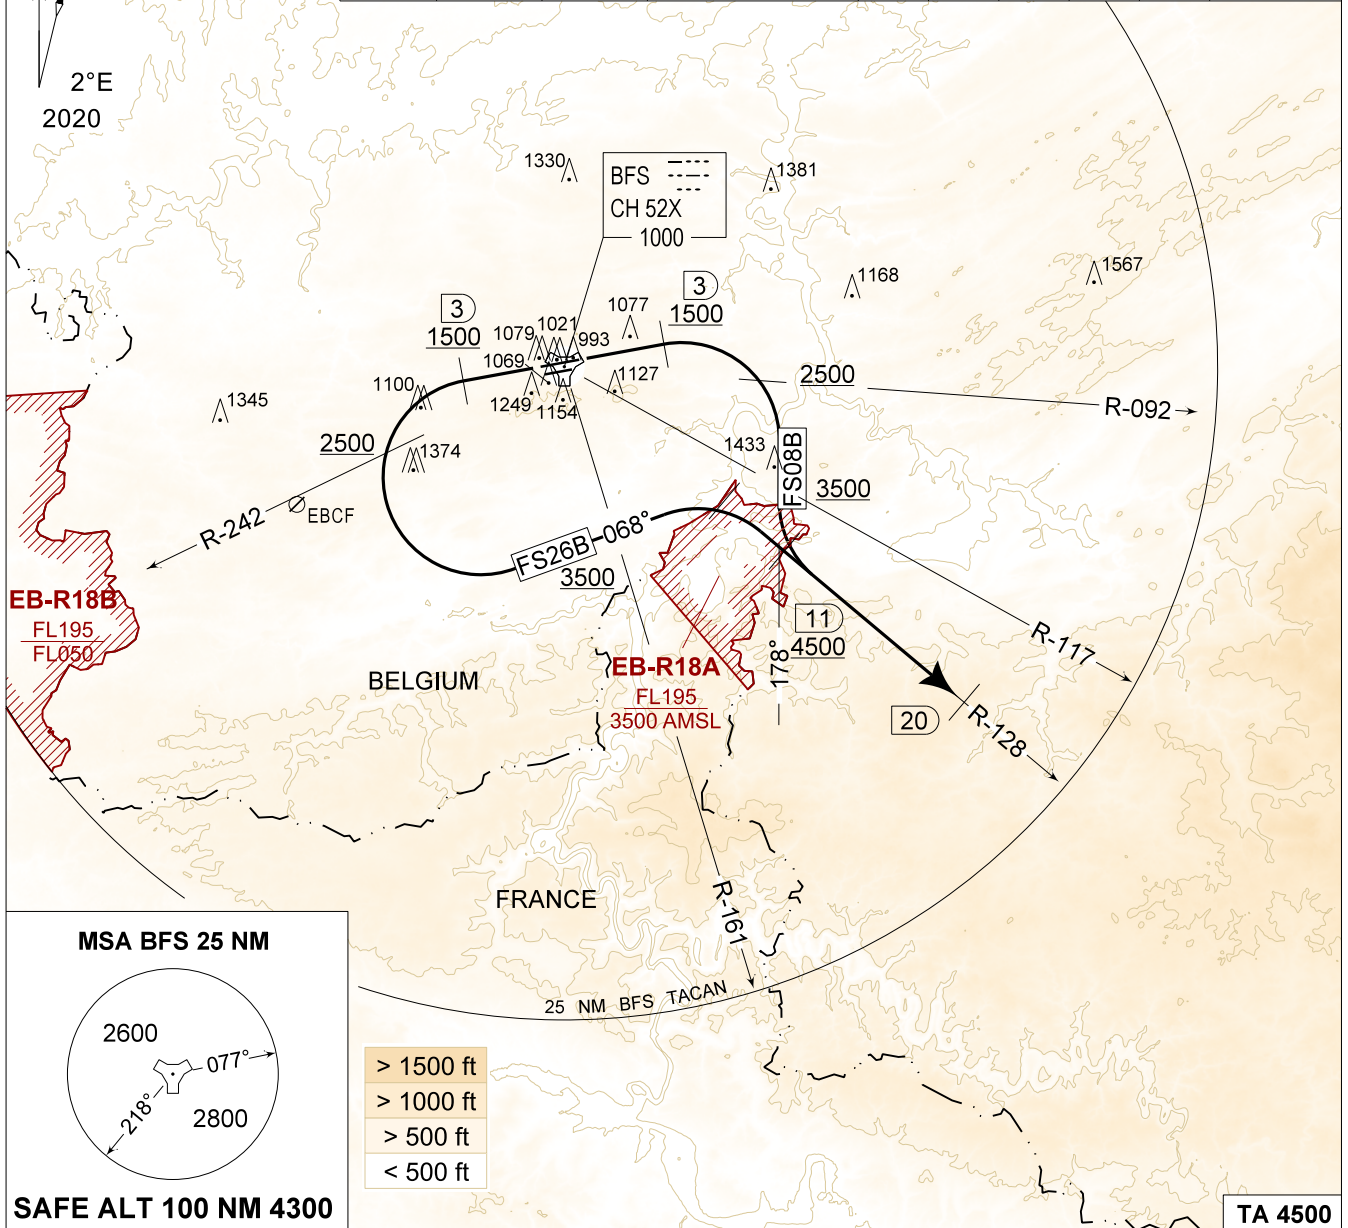 2°E
2020
1330
BFS
CH 52X
1000
1381
1168
1567
3
1500
1079
1021
993
1069
1077
3
1500
1100
1249
1154
1127
2500
R-092
1345
2500
1374
1433
FS08B
3500
R-242
EBCF
FS26B
068°
3500
EB-R18B
FL195
FL050
11
4500
178°
R-117
BELGIUM
EB-R18A
FL195
3500 AMSL
20
R-128
FRANCE
R-161
25 NM BFS TACAN
MSA BFS 25 NM
2600
077°
218°
2800
SAFE ALT 100 NM 4300
> 1500 ft
> 1000 ft
> 500 ft
< 500 ft
TA 4500